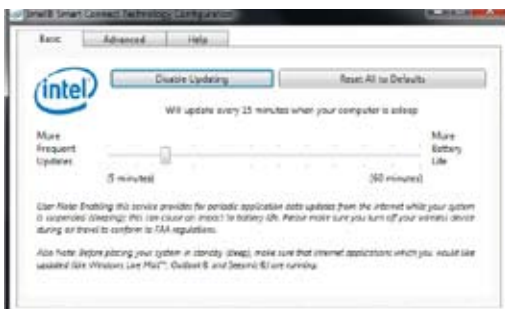 Intel® Smart Connect Technology Configuration
Basic Advanced Help
intel Disable Updating Reset All to Defaults
Will update every 15 minutes when your computer is asleep
More Frequent Updates
More Battery Life
(5 minutes) (60 minutes)
User Note: Enabling this service provides for periodic application data updates from the internet while your system
is suspended (sleeping); this can cause an impact to battery life. Please make sure you turn off your wireless device
during air travel to conform to FAA regulations.
Also Note: Before placing your system in standby (sleep), make sure that internet applications which you would like
updated (like Windows Live Mail™, Outlook® and Seesmic®) are running.